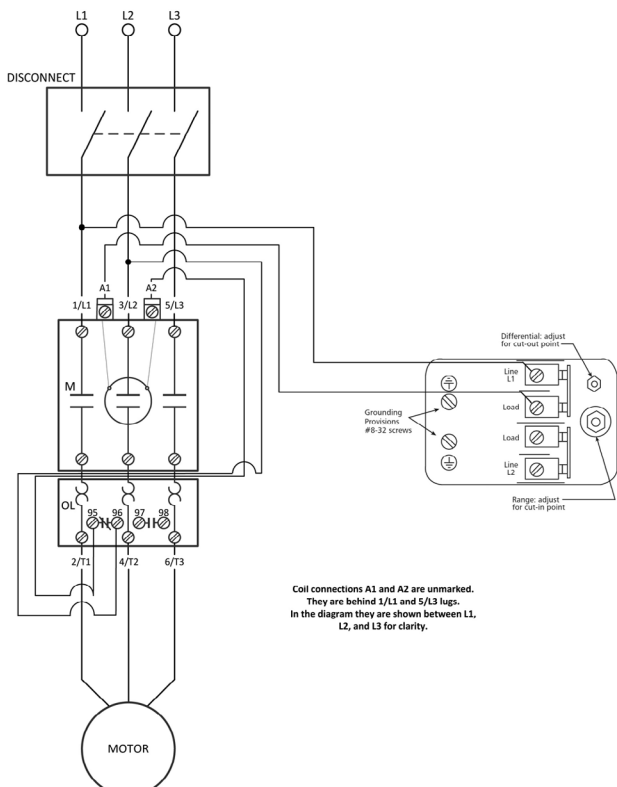 L1 L2 L3
DISCONNECT
A1 A2
1/L1 3/L2 5/L3
M
OL
95 96 97 98
2/T1 4/T2 6/T3
MOTOR
Differential: adjust
for cut-out point
Line
L1
Load
Load
Line
L2
Grounding
Provisions
#8-32 screws
Range: adjust
for cut-in point
Coil connections A1 and A2 are unmarked.
They are behind 1/L1 and 5/L3 lugs.
In the diagram they are shown between L1,
L2, and L3 for clarity.